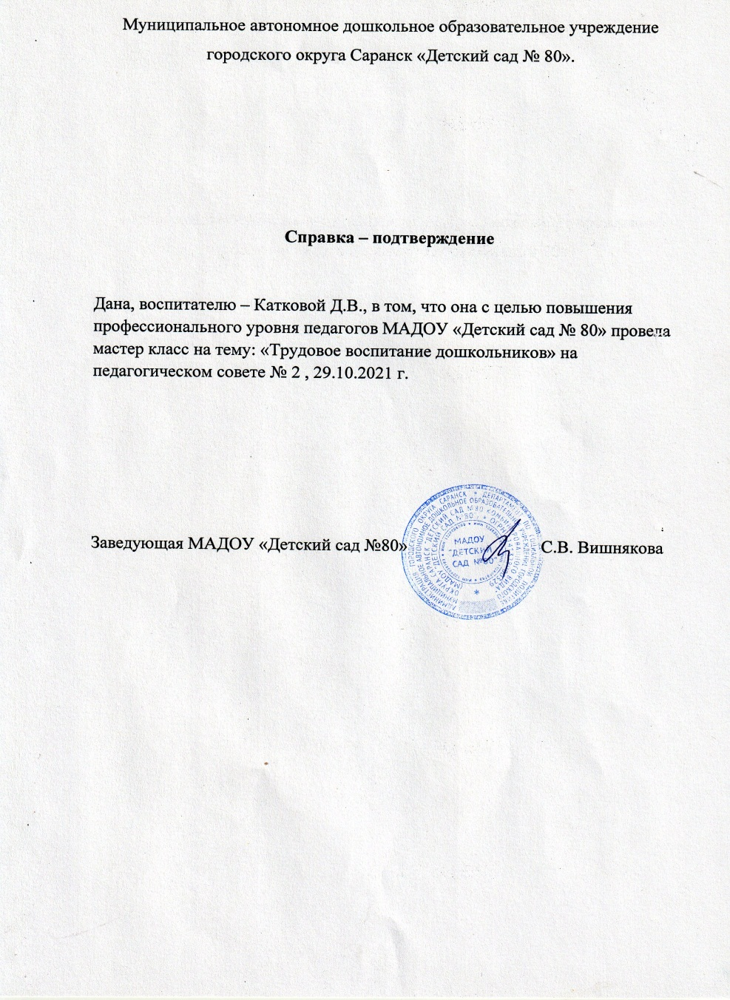 Муниципальное автономное дошкольное образовательное учреждение
городского округа Саранск «Детский сад № 80».
Справка – подтверждение
Дана, воспитателю – Катковой Д.В., в том, что она с целью повышения
профессионального уровня педагогов МАДОУ «Детский сад № 80» провела
мастер класс на тему: «Трудовое воспитание дошкольников» на
педагогическом совете № 2 , 29.10.2021 г.
Заведующая МАДОУ «Детский сад №80» С.В. Вишнякова
МАДОУ
"ДЕТСКИЙ
САД №80"